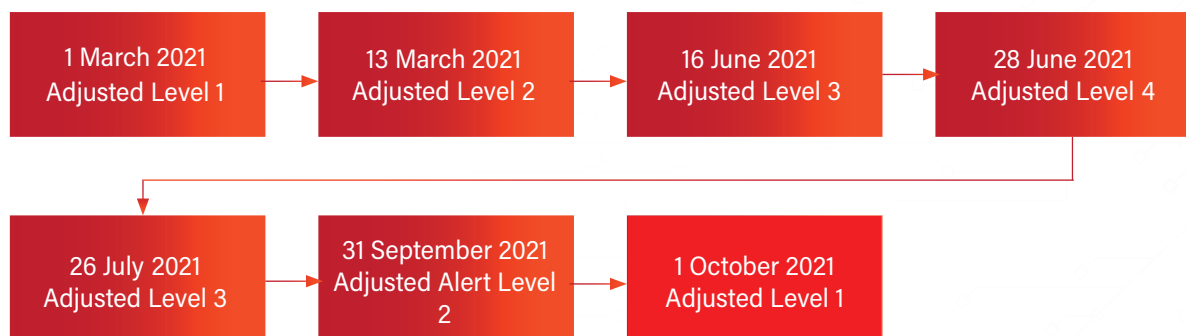 1 March 2021
Adjusted Level 1
13 March 2021
Adjusted Level 2
16 June 2021
Adjusted Level 3
28 June 2021
Adjusted Level 4
26 July 2021
Adjusted Level 3
31 September 2021
Adjusted Alert Level
2
1 October 2021
Adjusted Level 1